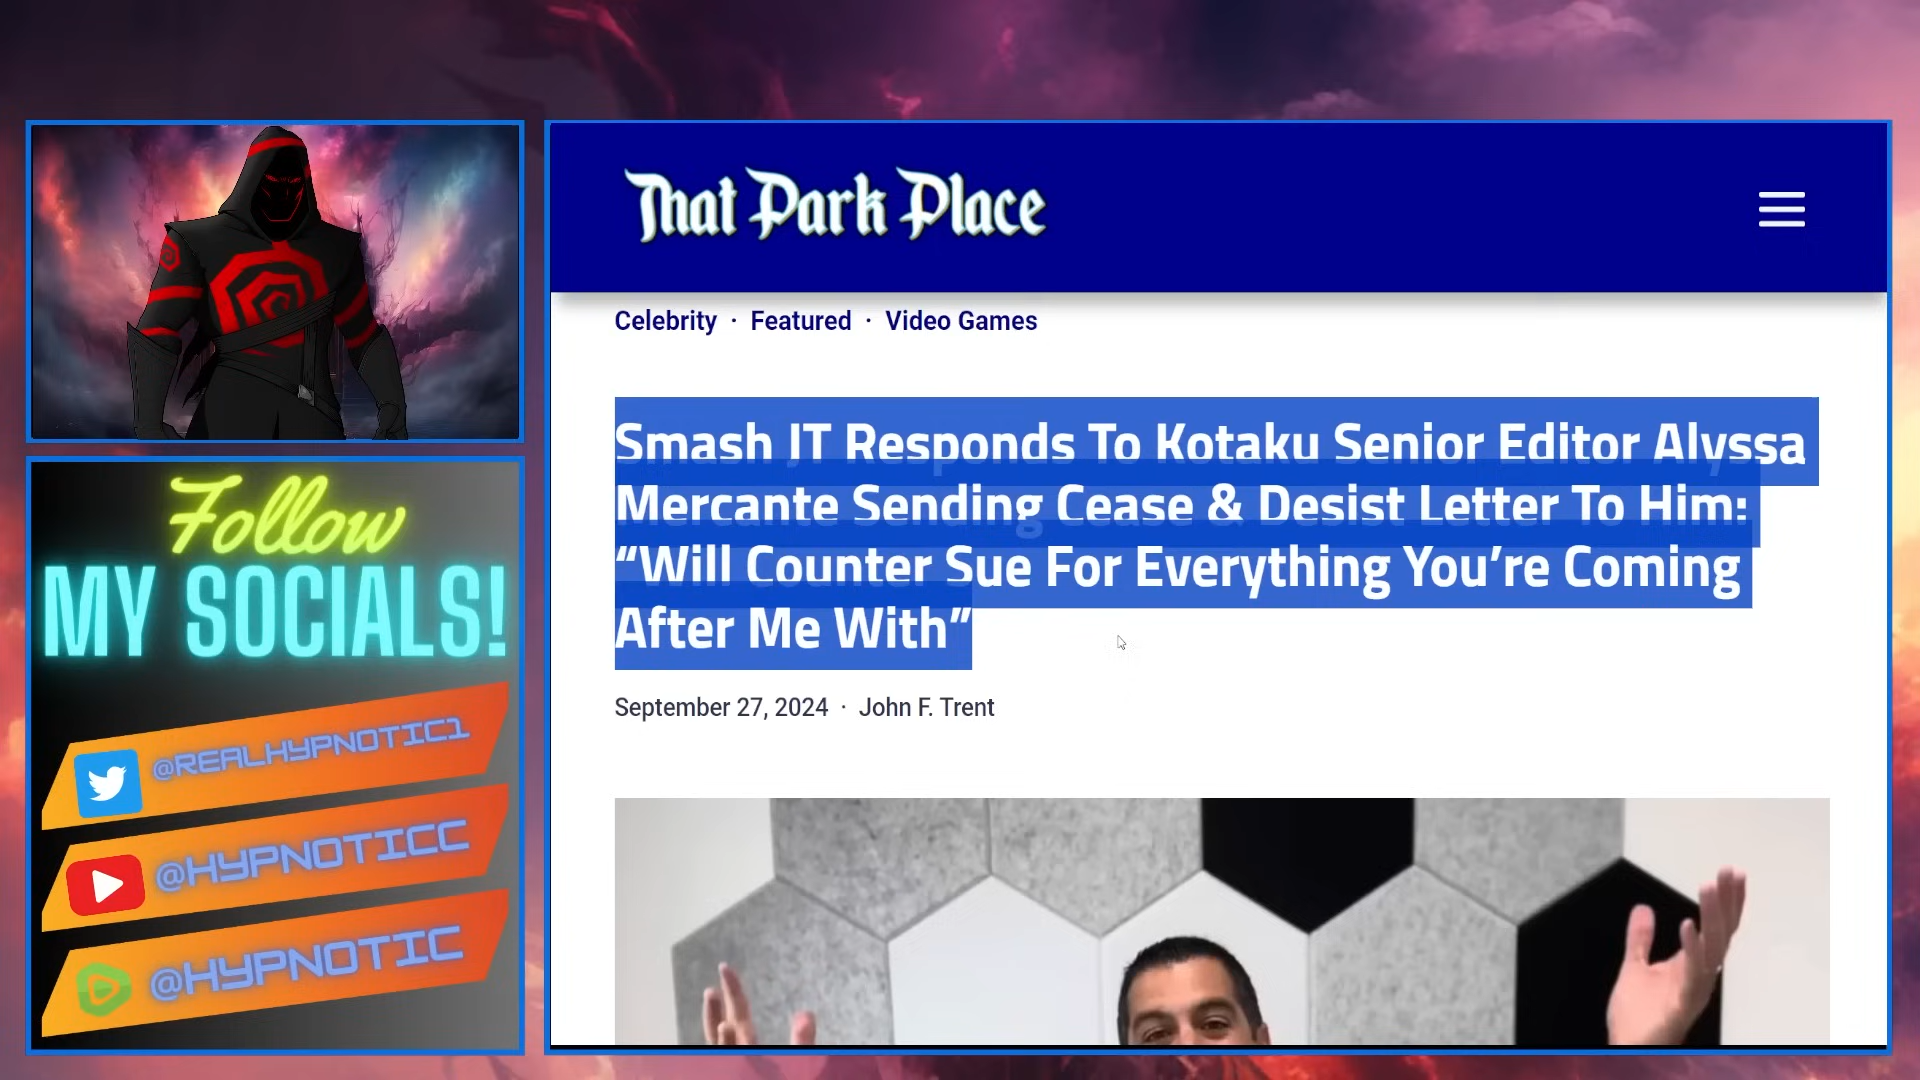 That Park Place
Celebrity · Featured · Video Games
Smash JT Responds To Kotaku Senior Editor Alyssa
Mercante Sending Cease & Desist Letter To Him:
“Will Counter Sue For Everything You’re Coming
After Me With”
September 27, 2024 · John F. Trent
Follow
MY SOCIALS!
@REALHYPNOTIC1
@HYPNOTICC
@HYPNOTIC